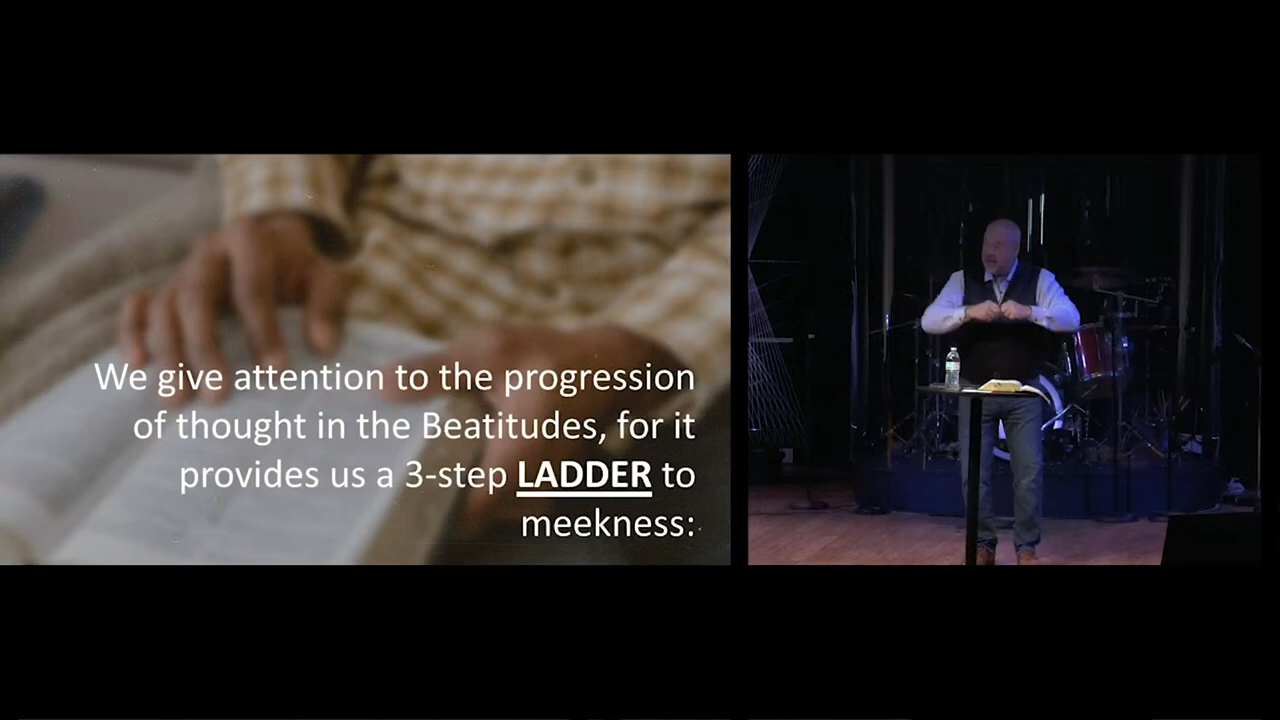 We give attention to the progression
of thought in the Beatitudes, for it
provides us a 3-step LADDER to
meekness: